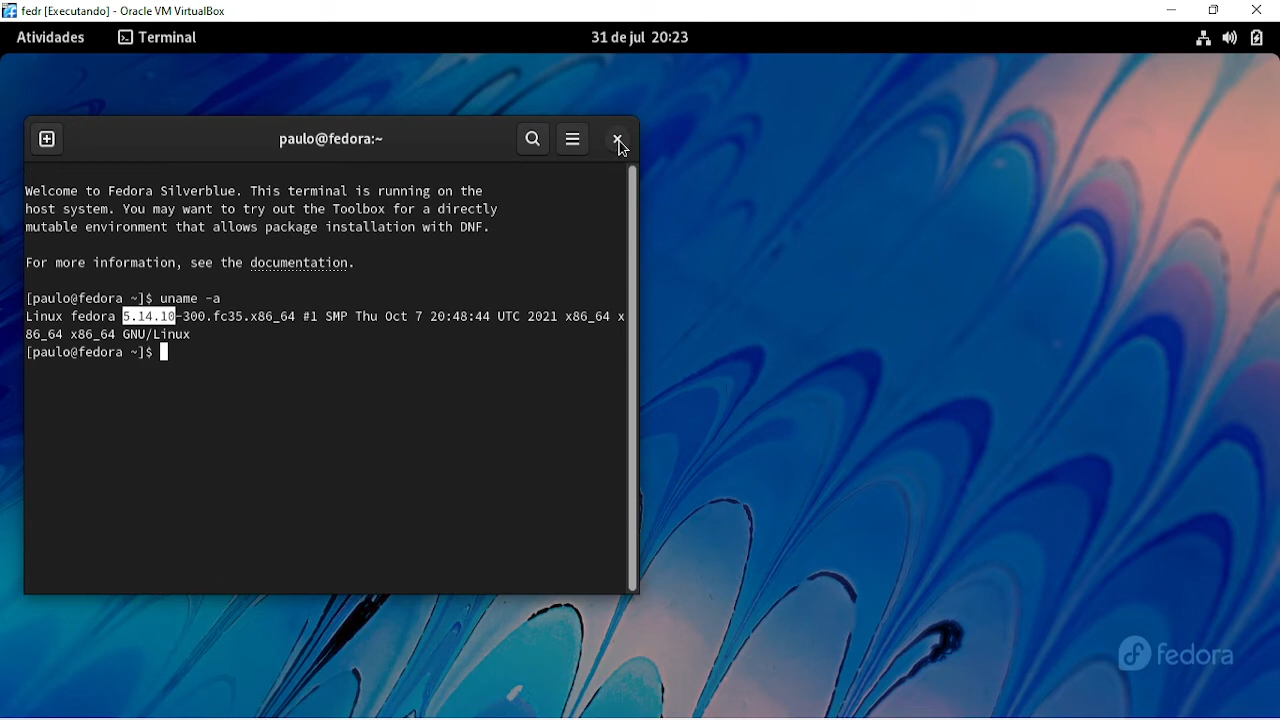 fedr [Executando] - Oracle VM VirtualBox
Atividades Terminal 31 de jul 20:23
paulo@fedora:~
Welcome to Fedora Silverblue. This terminal is running on the
host system. You may want to try out the Toolbox for a directly
mutable environment that allows package installation with DNF.
For more information, see the documentation.
[paulo@fedora ~]$ uname -a
Linux fedora 5.14.10-300.fc35.x86_64 #1 SMP Thu Oct 7 20:48:44 UTC 2021 x86_64 x
86_64 x86_64 GNU/Linux
[paulo@fedora ~]$
fedora